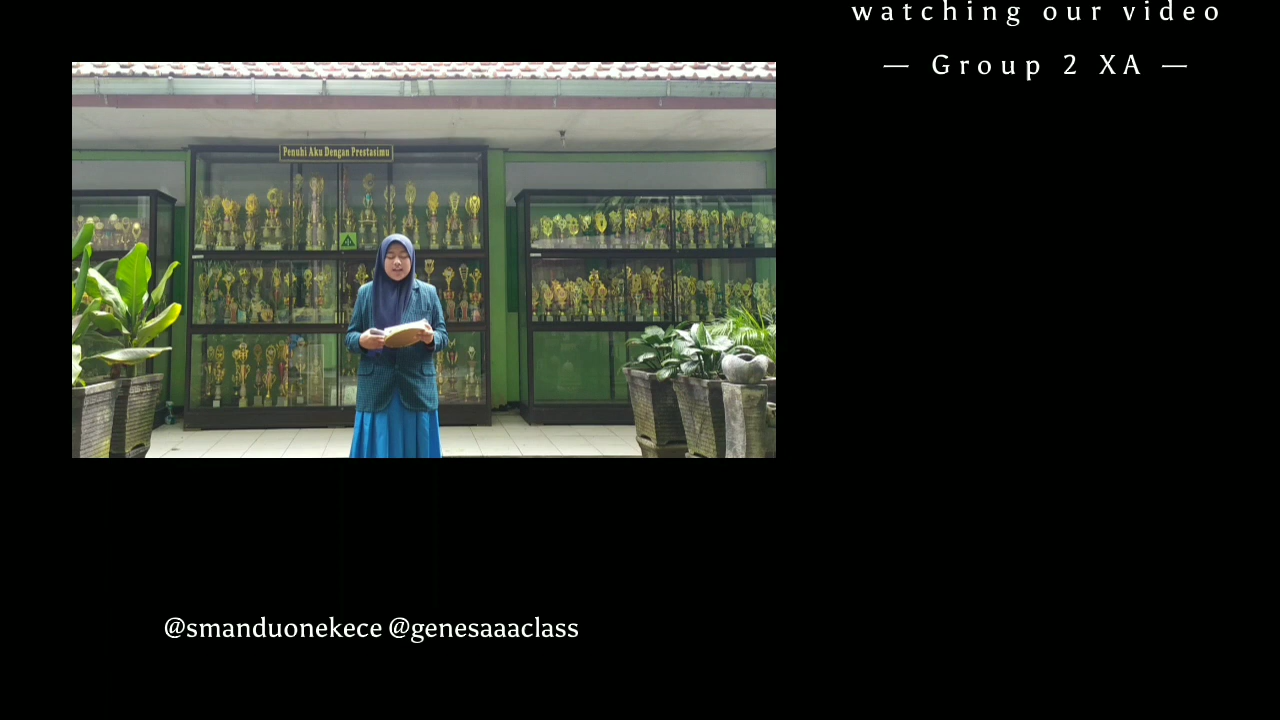 watching our video
— Group 2 XA —
Penuhi Aku Dengan Prestasimu
@smanduonekece @genesaaaclass